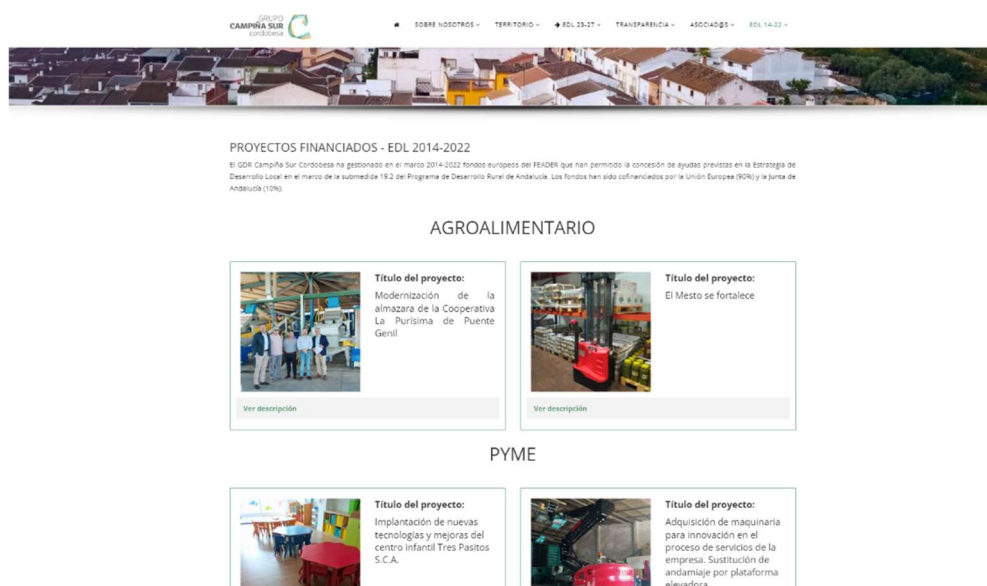 GRUPO
CAMPIÑA SUR
cordobesa
SOBRE NOSOTROS
TERRITORIO
EDL 23-27
TRANSPARENCIA
ASOCIAD@S
EDL 14-22
PROYECTOS FINANCIADOS - EDL 2014-2022
El GDR Campiña Sur Cordobesa ha gestionado en el marco 2014-2022 fondos europeos del FEADER que han permitido la concesión de ayudas previstas en la Estrategia de
Desarrollo Local en el marco de la submedida 19.2 del Programa de Desarrollo Rural de Andalucía. Los fondos han sido cofinanciados por la Unión Europea (90%) y la Junta de
Andalucía (10%).
AGROALIMENTARIO
Título del proyecto:
Modernización de la
almazara de la Cooperativa
La Purísima de Puente
Genil
Ver descripción
Título del proyecto:
El Mesto se fortalece
Ver descripción
PYME
Título del proyecto:
Implantación de nuevas
tecnologías y mejoras del
centro infantil Tres Pasitos
S.C.A.
Título del proyecto:
Adquisición de maquinaria
para innovación en el
proceso de servicios de la
empresa. Sustitución de
andamiaje por plataforma
elevadora